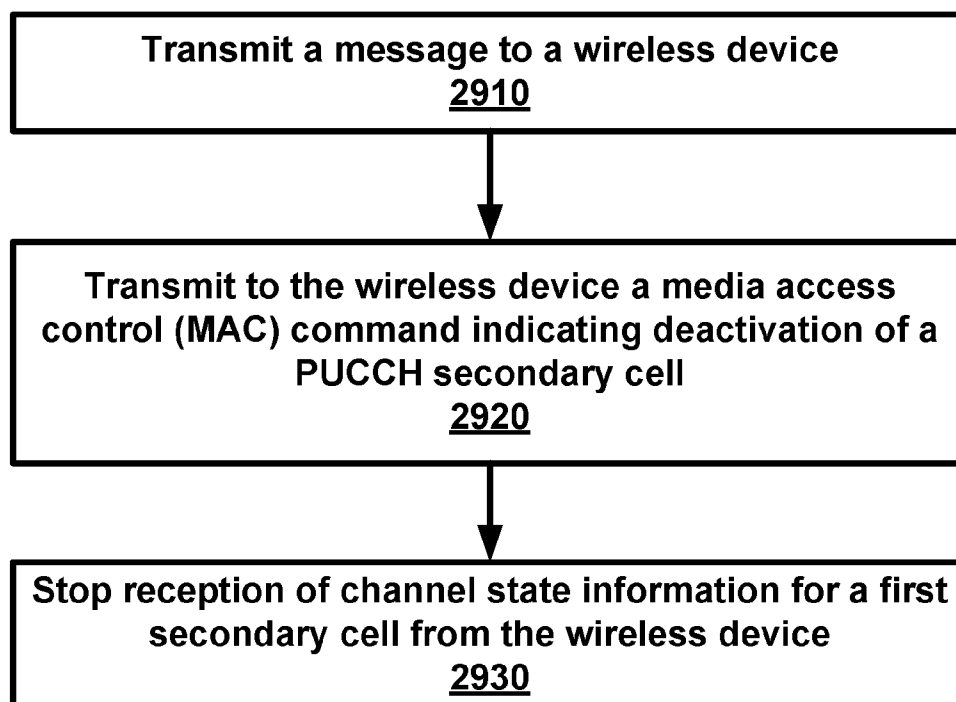 Transmit a message to a wireless device
2910
Transmit to the wireless device a media access
control (MAC) command indicating deactivation of a
PUCCH secondary cell
2920
Stop reception of channel state information for a first
secondary cell from the wireless device
2930